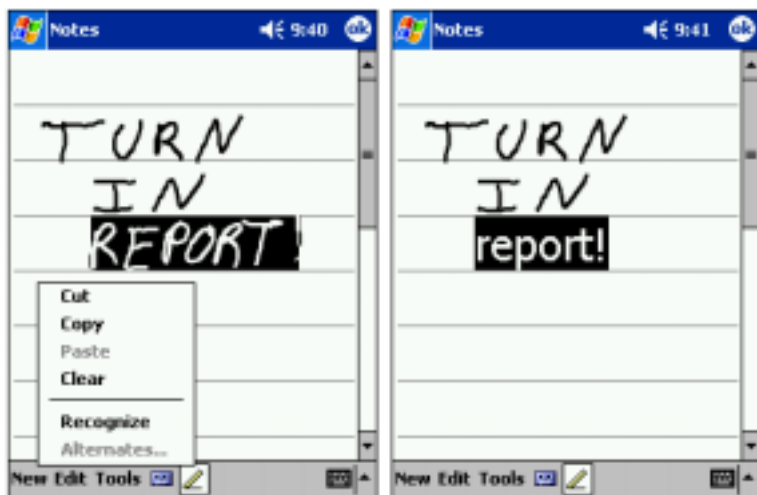 Notes 9:40 ok
TURN
IN
REPORT!
Cut
Copy
Paste
Clear
Recognize
Alternates...
New Edit Tools
Notes 9:41 ok
TURN
IN
report!
New Edit Tools